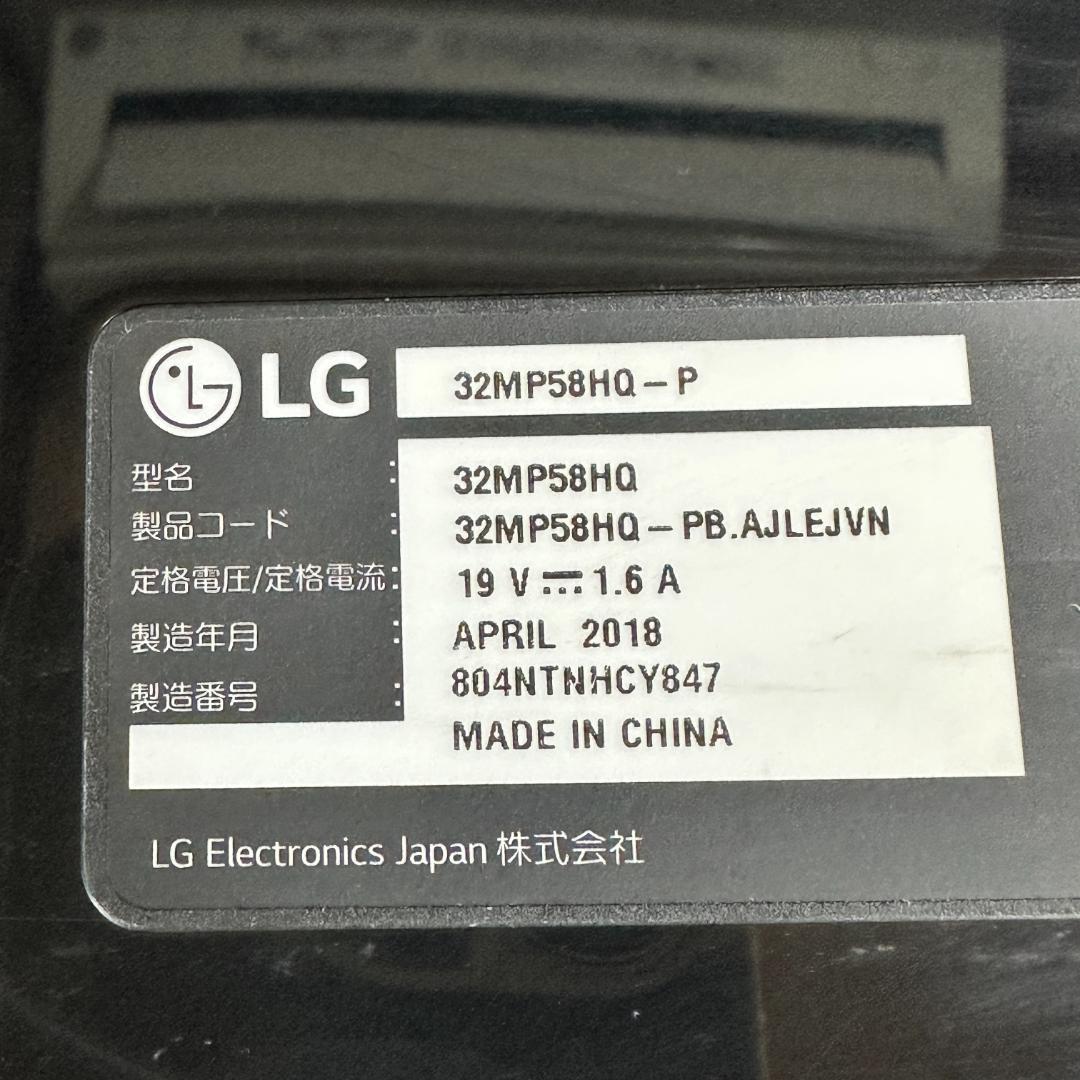 LG 32MP58HQ-P
型名 : 32MP58HQ
製品コード : 32MP58HQ-PB.AJLEJVN
定格電圧/定格電流: 19 V ⎓ 1.6 A
製造年月 : APRIL 2018
製造番号 : 804NTNHCY847
MADE IN CHINA
LG Electronics Japan 株式会社